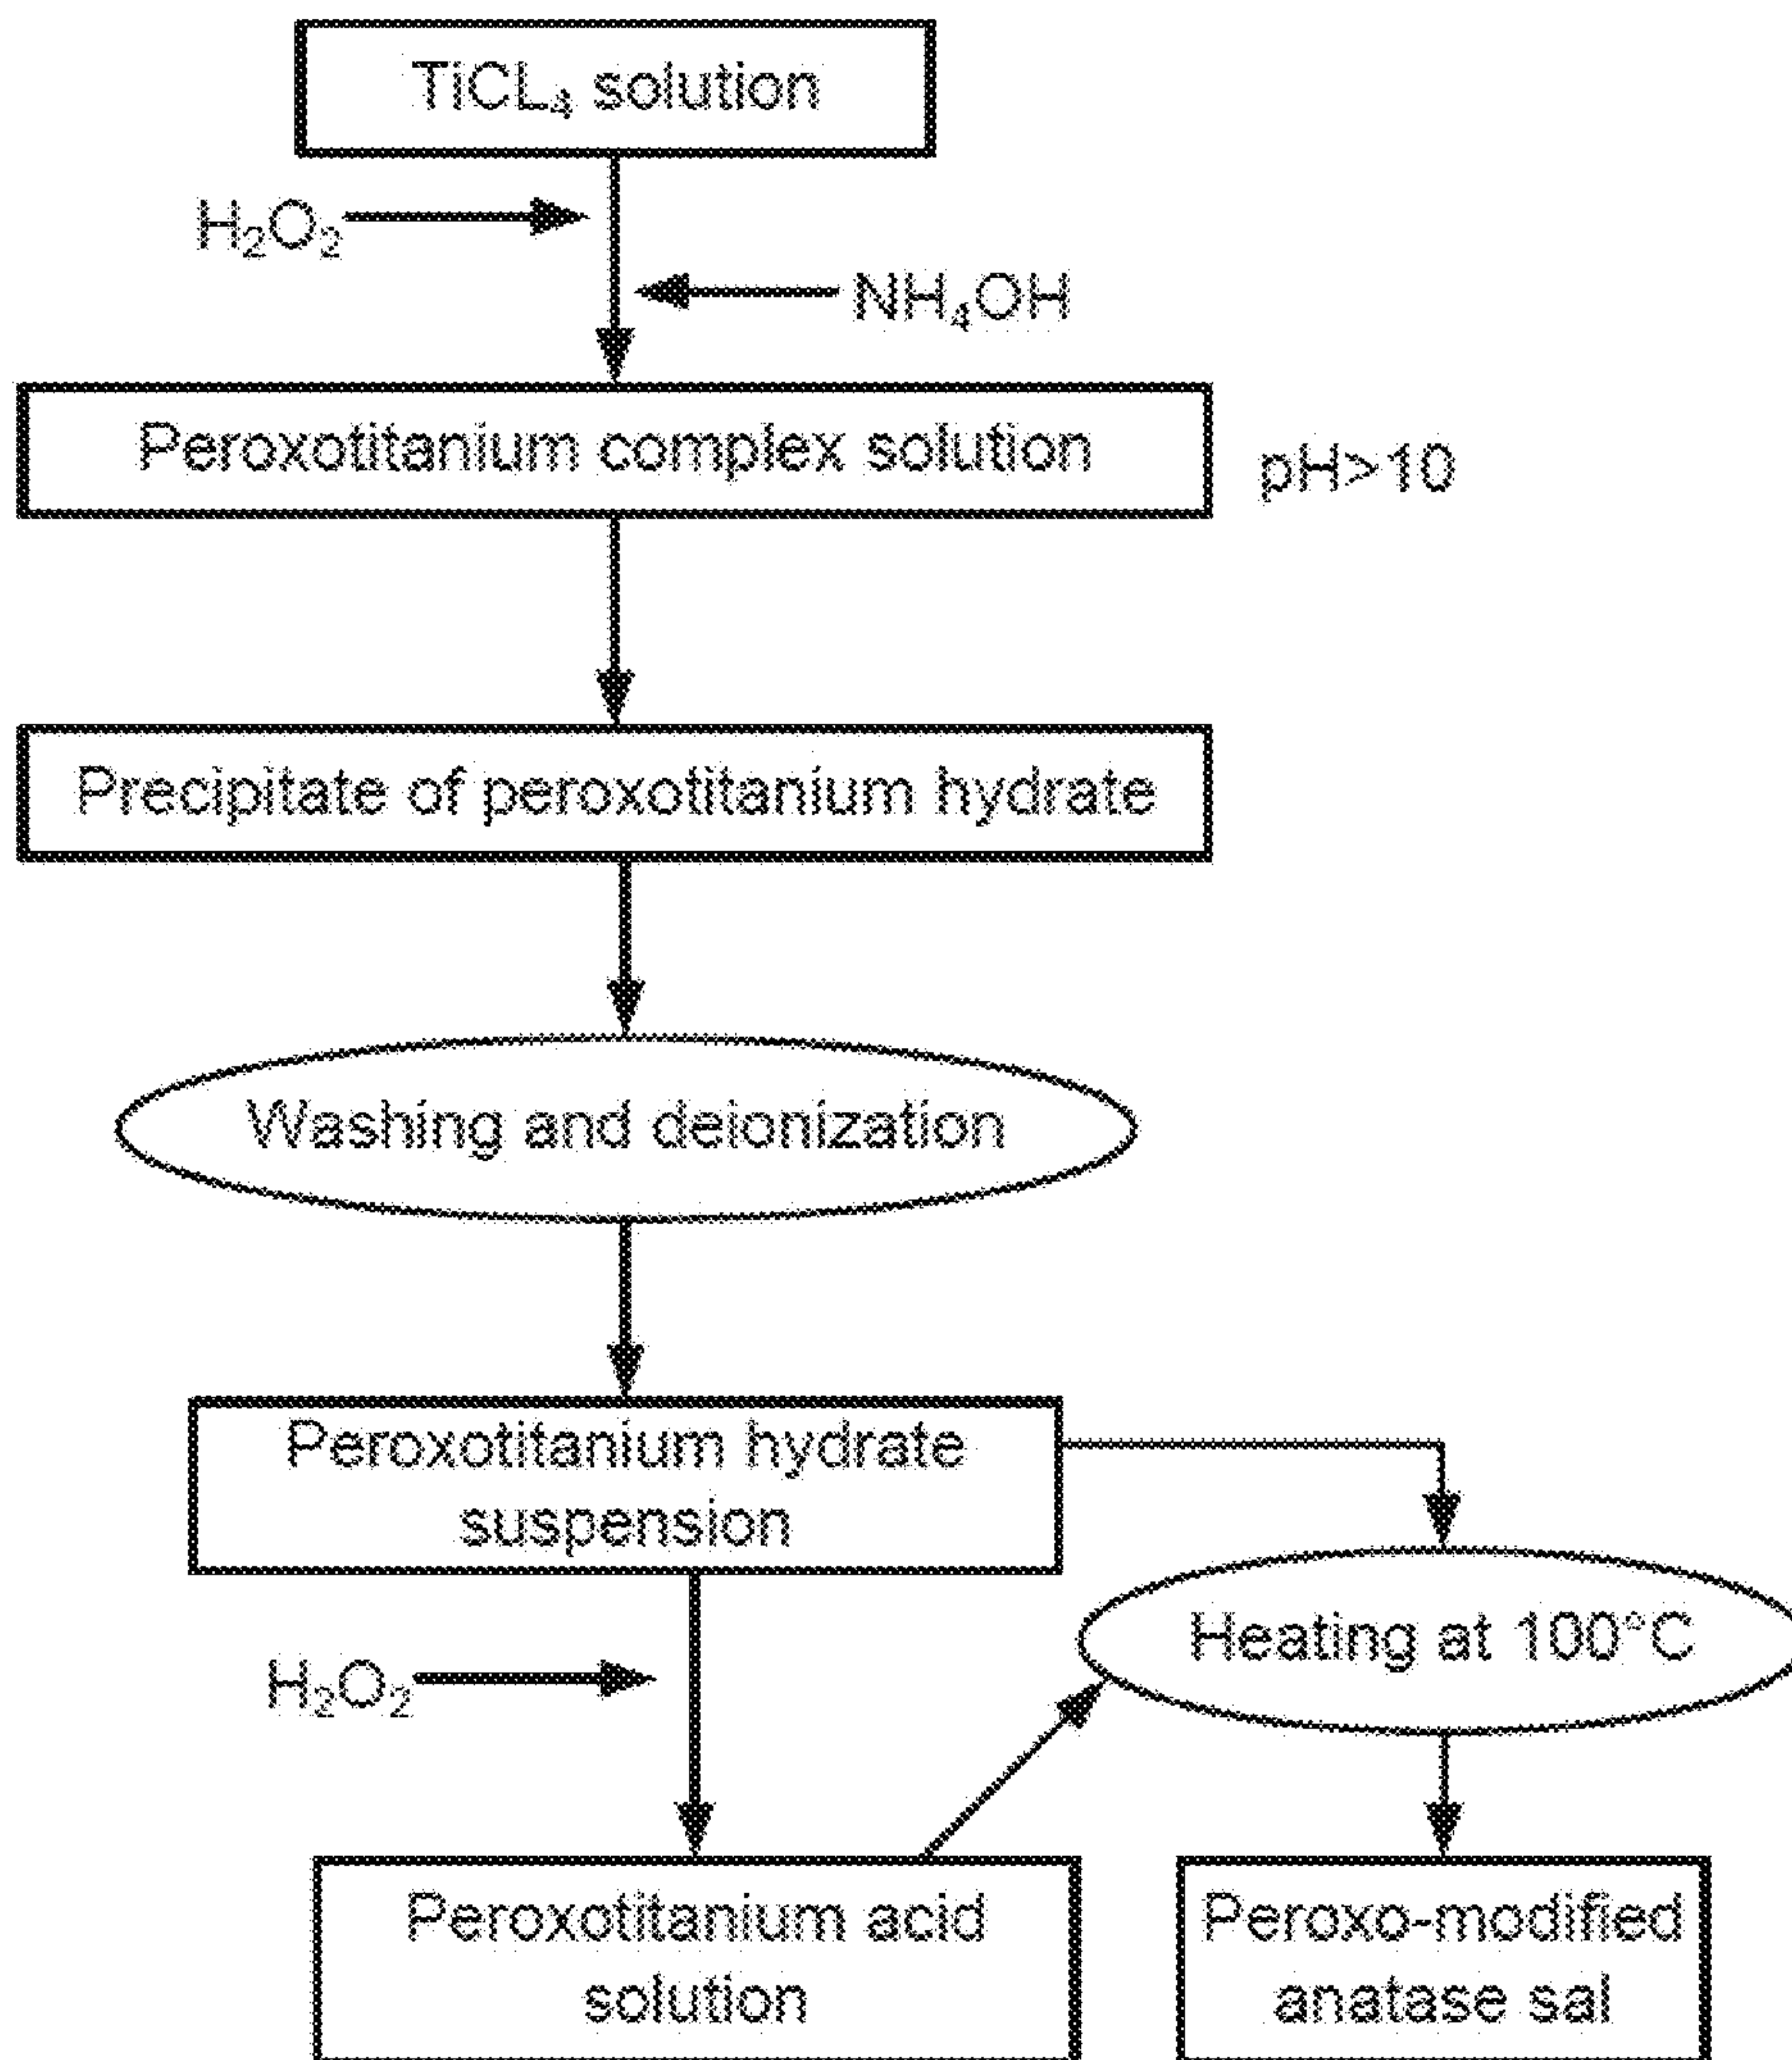 TiCL₄ solution
H₂O₂
NH₄OH
Peroxotitanium complex solution
pH>10
Precipitate of peroxotitanium hydrate
Washing and deionization
Peroxotitanium hydrate
suspension
Heating at 100°C
H₂O₂
Peroxotitanium acid
solution
Peroxo-modified
anatase sal